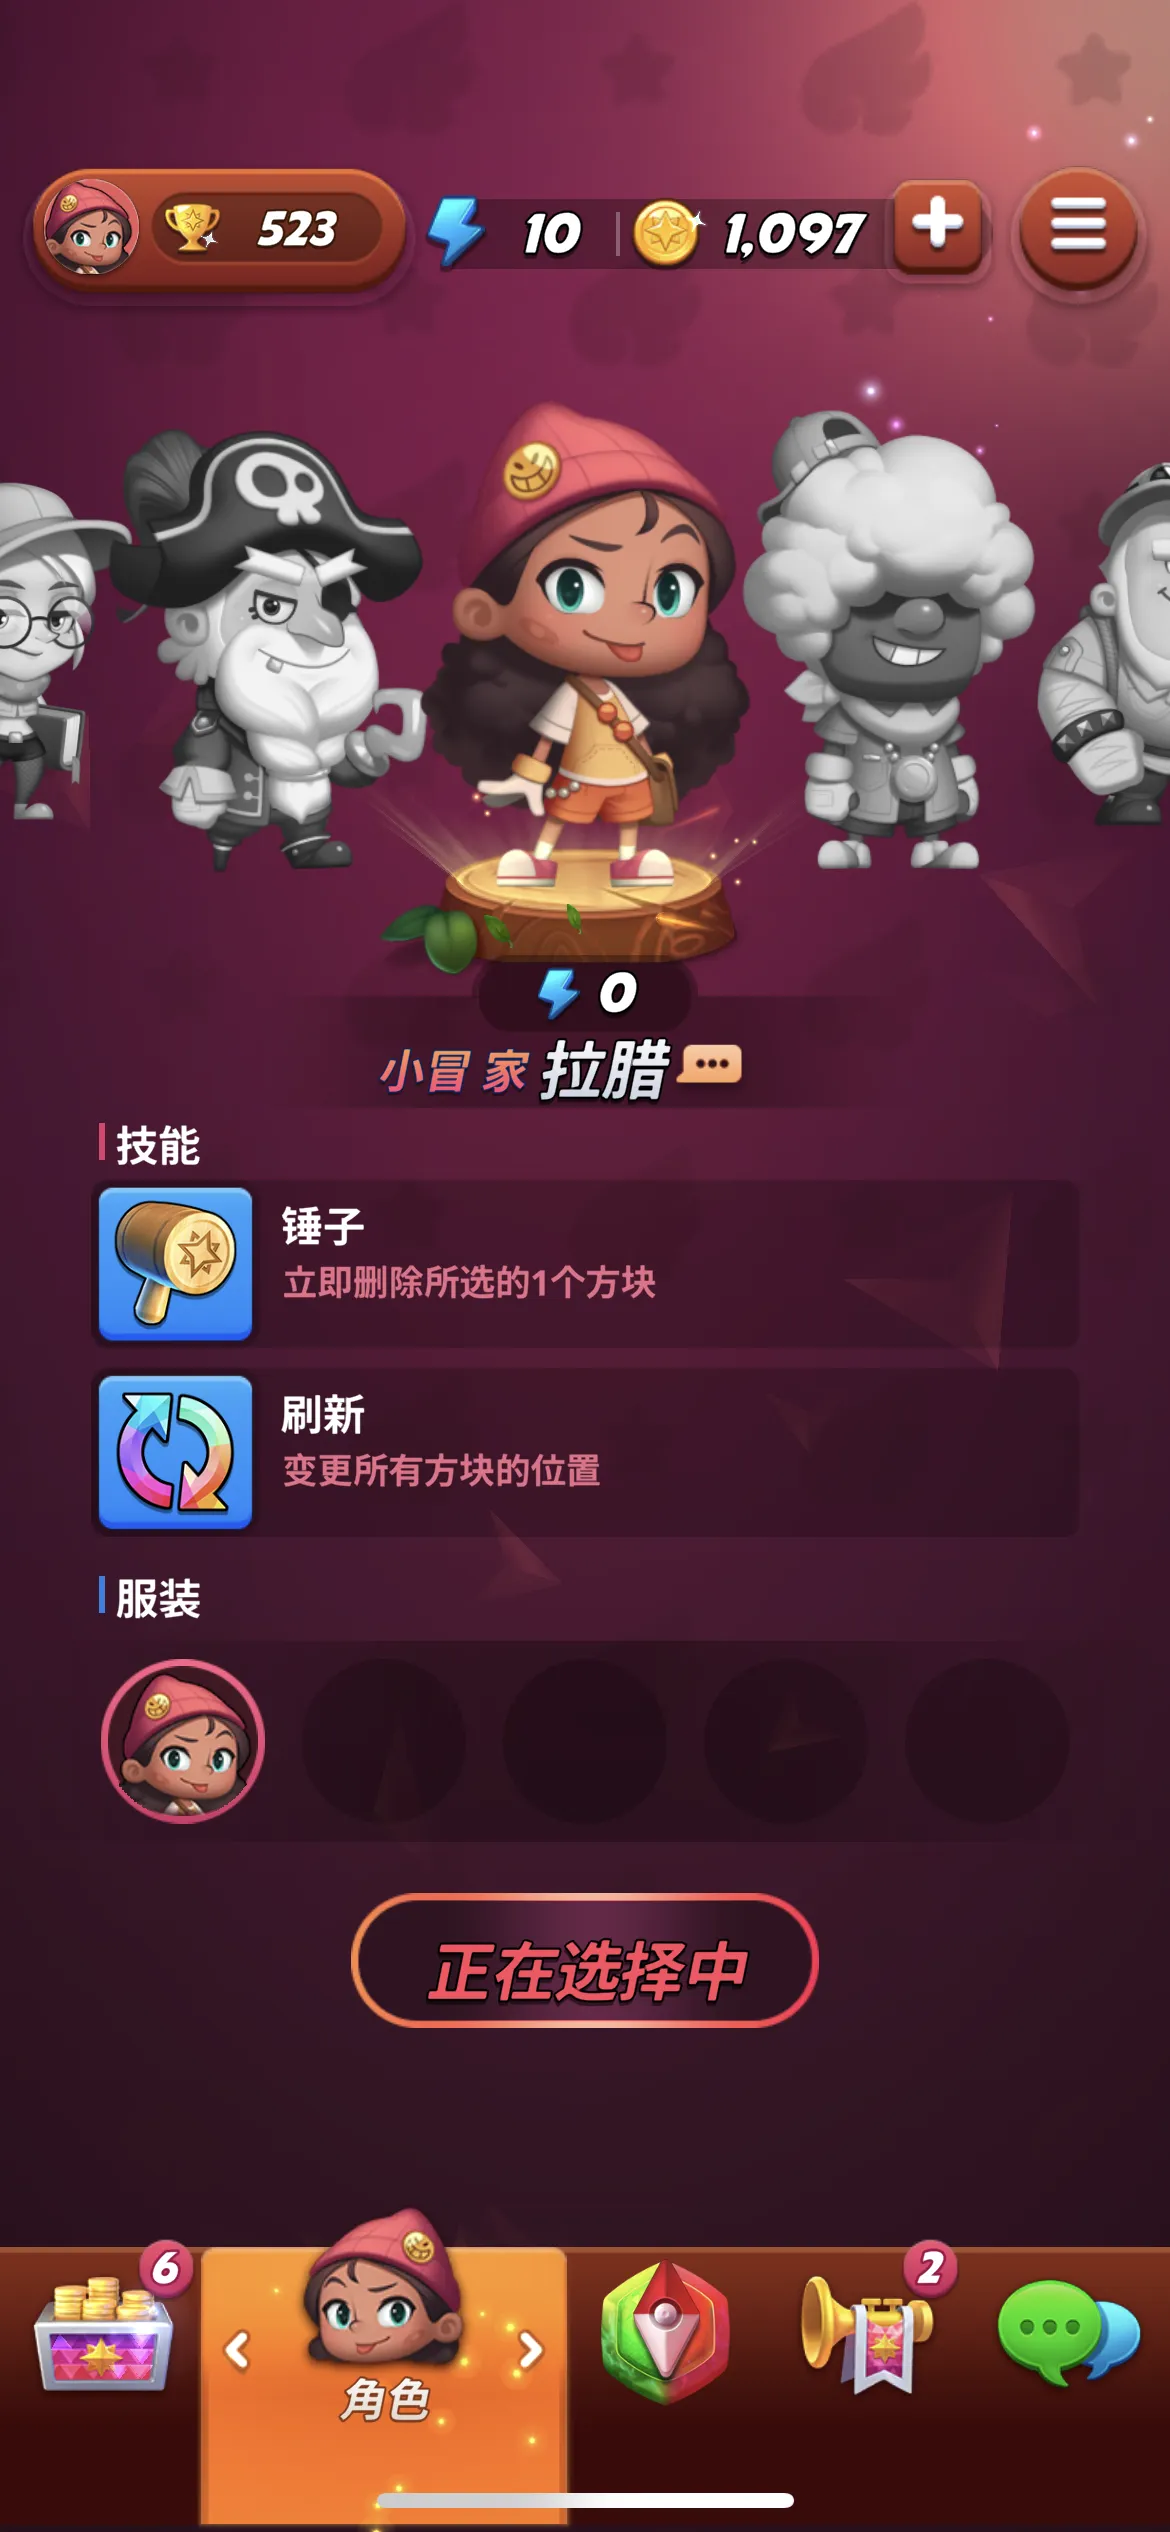 523
10
1,097
0
小冒 家 拉腊
技能
锤子
立即删除所选的1个方块
刷新
变更所有方块的位置
服装
正在选择中
6
2
角色